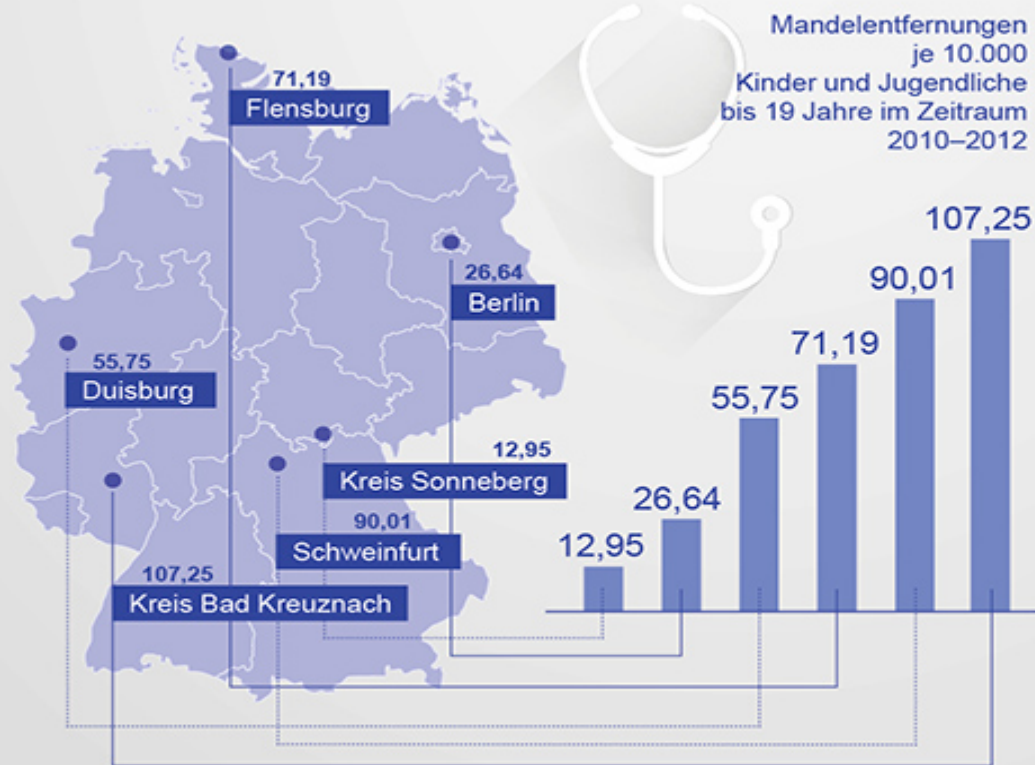 Mandelentfernungen
je 10.000
Kinder und Jugendliche
bis 19 Jahre im Zeitraum
2010–2012
71,19
Flensburg
26,64
Berlin
55,75
Duisburg
12,95
Kreis Sonneberg
90,01
Schweinfurt
107,25
Kreis Bad Kreuznach
12,95
26,64
55,75
71,19
90,01
107,25